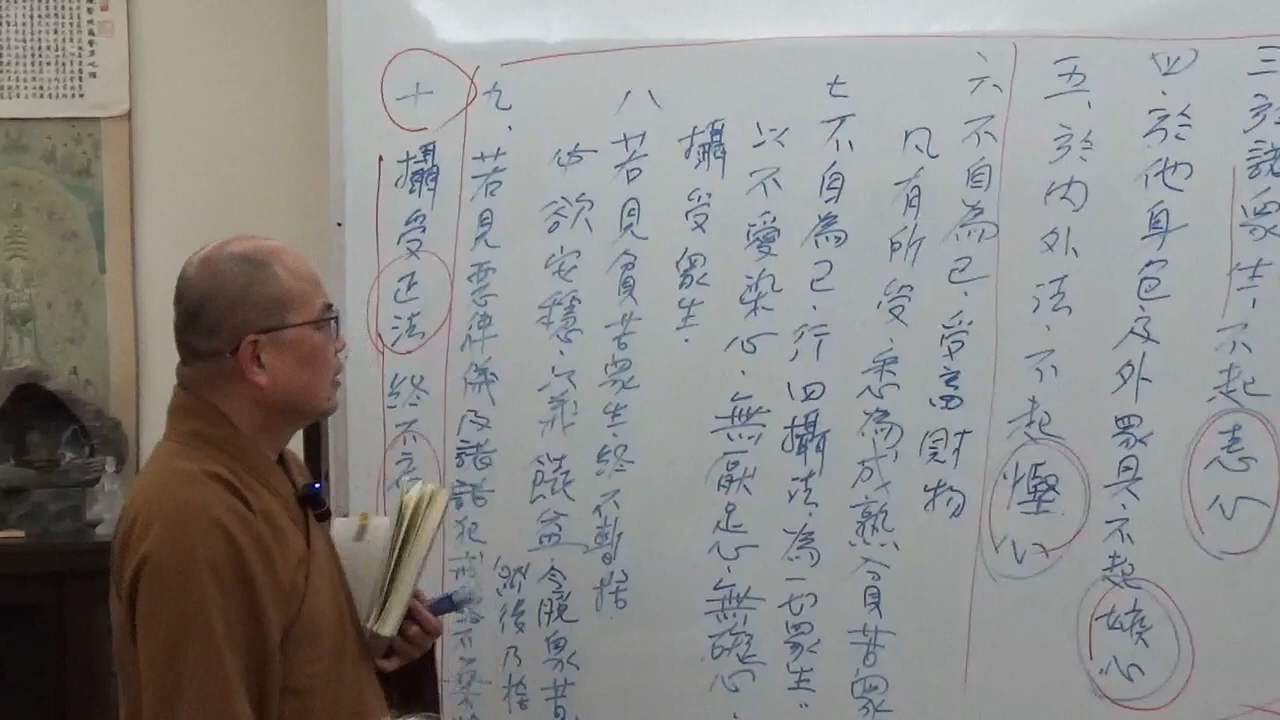 三於諸眾生,不起恚心
四、於他身色及外眾具、不起嫉心
五、於內外法、不起慳心
六、不自為己、受畜財物
凡有所受、悉為成熟貧苦眾
七不自為己、行四攝法、為一切眾生
以不愛染心、無厭足心、無礙心、
攝受眾生.
八若見貧苦眾生、終不暫捨
必欲安穩、以義饒益令脫眾苦
然後乃捨
九、若見惡律儀及諸犯戒
十攝受正法 終不忘